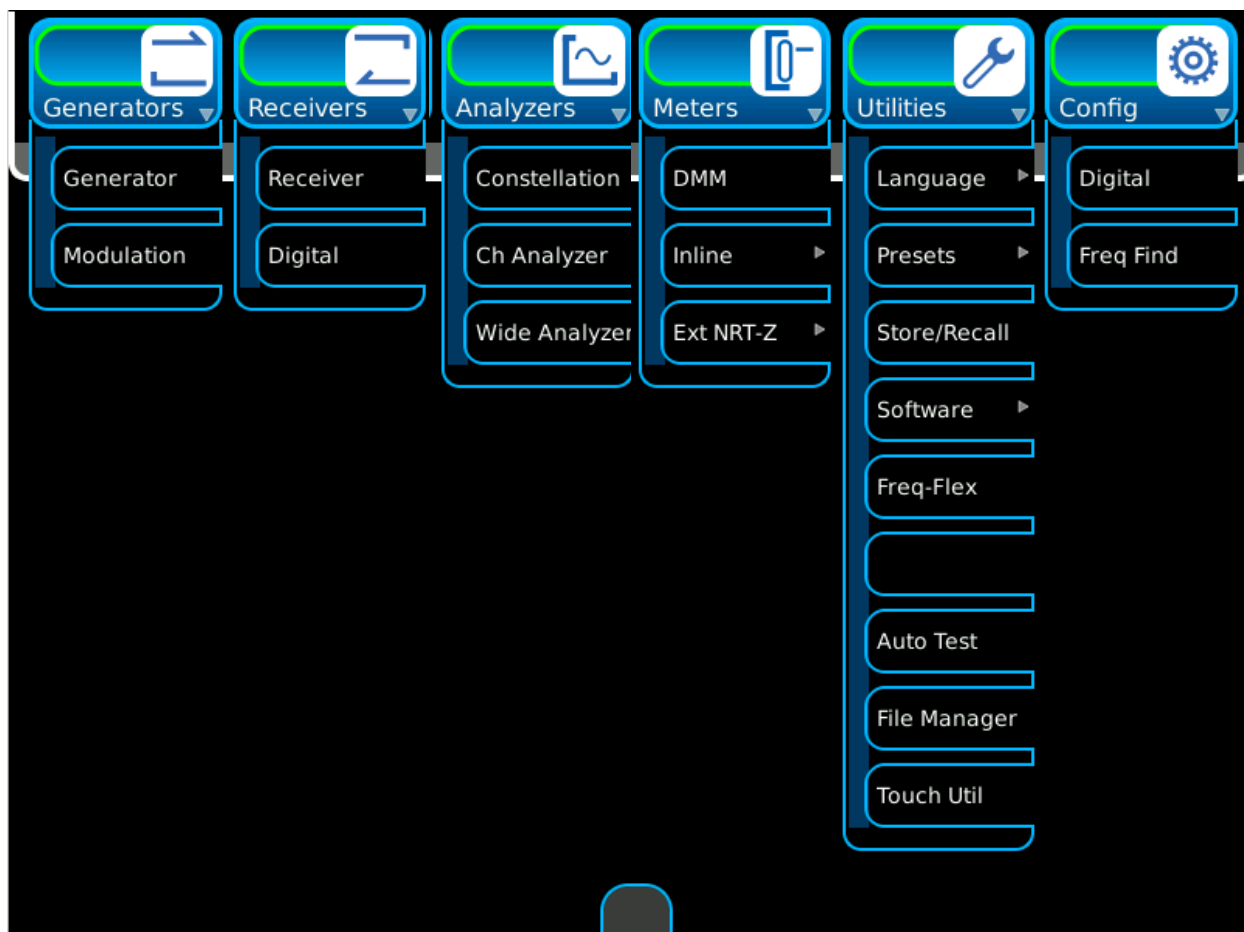 Generators
Receivers
Analyzers
Meters
Utilities
Config
Generator
Modulation
Receiver
Digital
Constellation
Ch Analyzer
Wide Analyzer
DMM
Inline
Ext NRT-Z
Language
Presets
Store/Recall
Software
Freq-Flex
Auto Test
File Manager
Touch Util
Digital
Freq Find